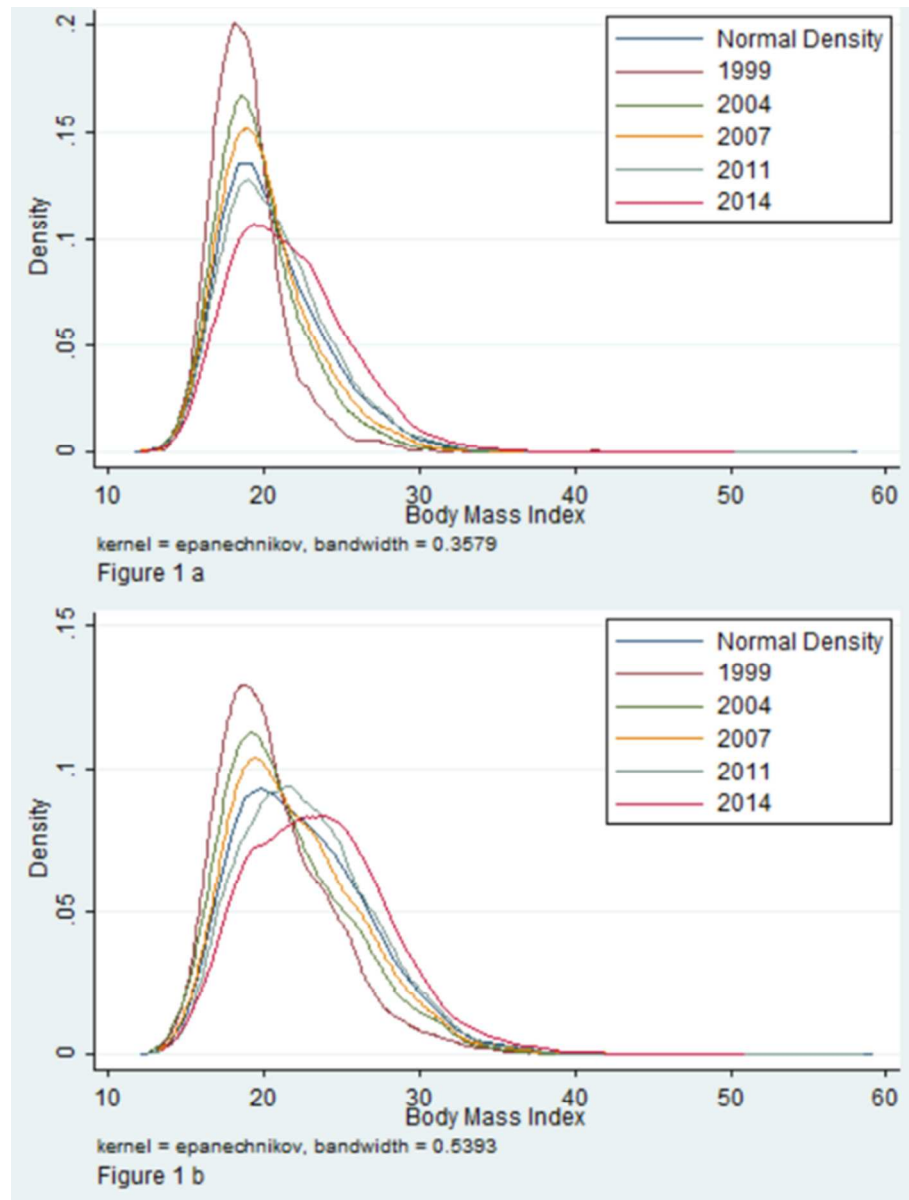 .2
.15
.1
.05
0
Density
10 20 30 40 50 60
Body Mass Index
Normal Density
1999
2004
2007
2011
2014
kernel = epanechnikov, bandwidth = 0.3579
Figure 1 a
.15
.1
.05
0
Density
10 20 30 40 50 60
Body Mass Index
Normal Density
1999
2004
2007
2011
2014
kernel = epanechnikov, bandwidth = 0.5393
Figure 1 b